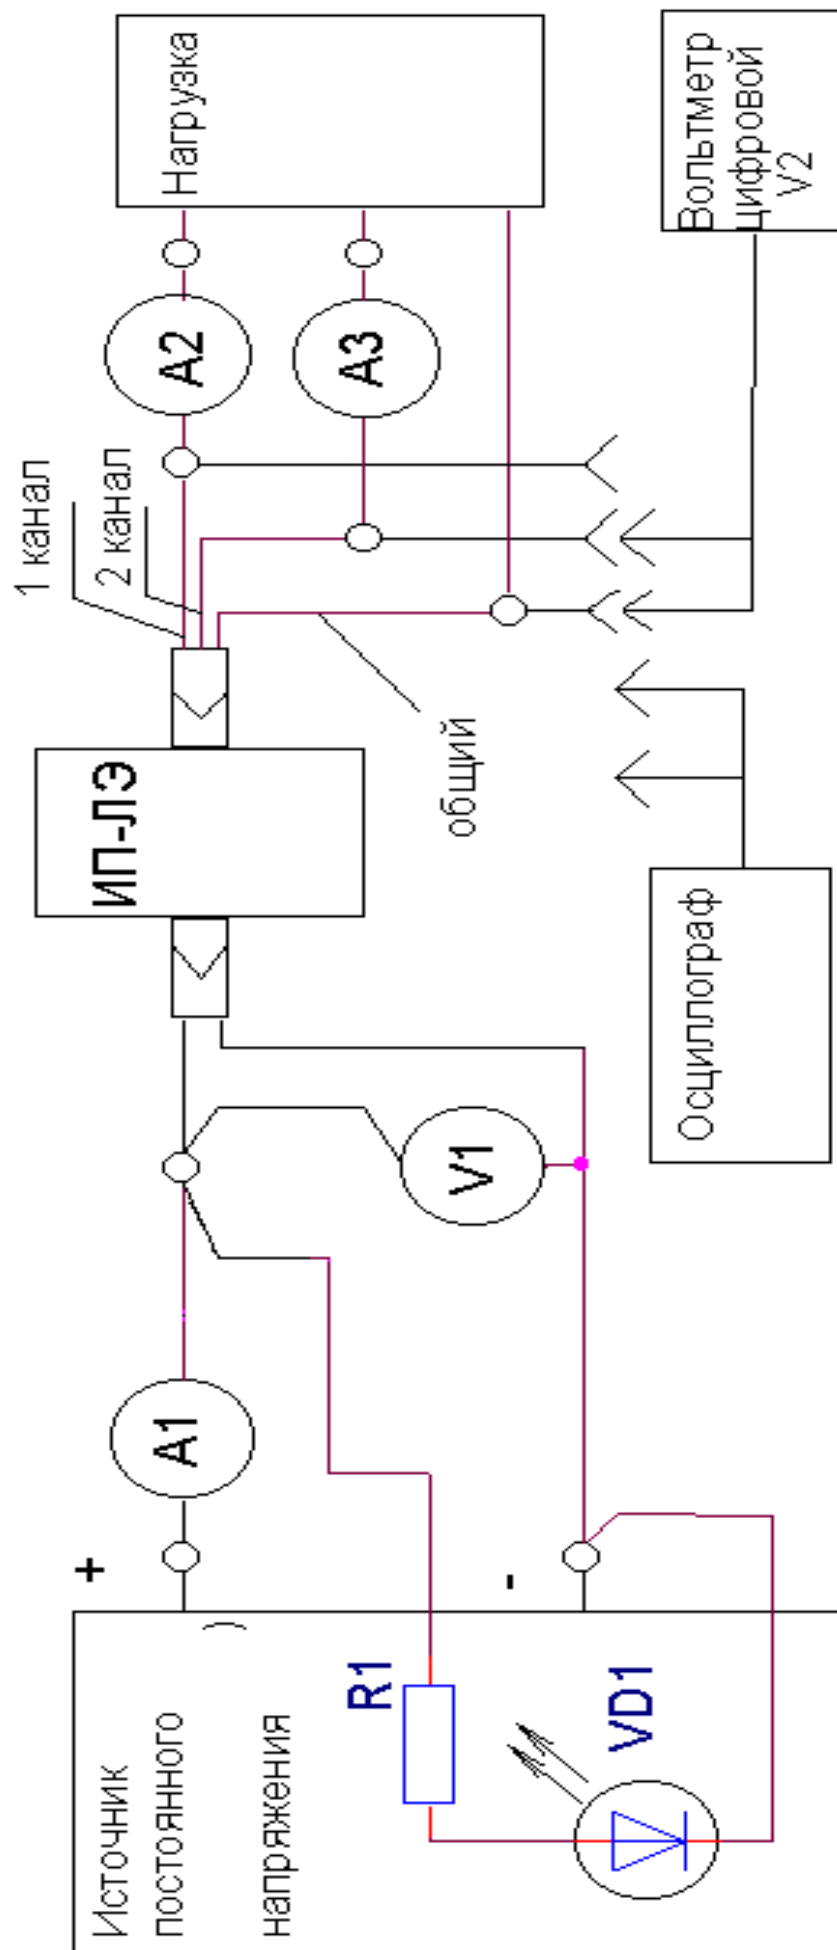 Источник
постоянного
напряжения
)
+
-
R1
VD1
A1
V1
ИП-ЛЭ
1 канал
2 канал
общий
A2
A3
Нагрузка
Осциллограф
Вольтметр
цифровой
V2